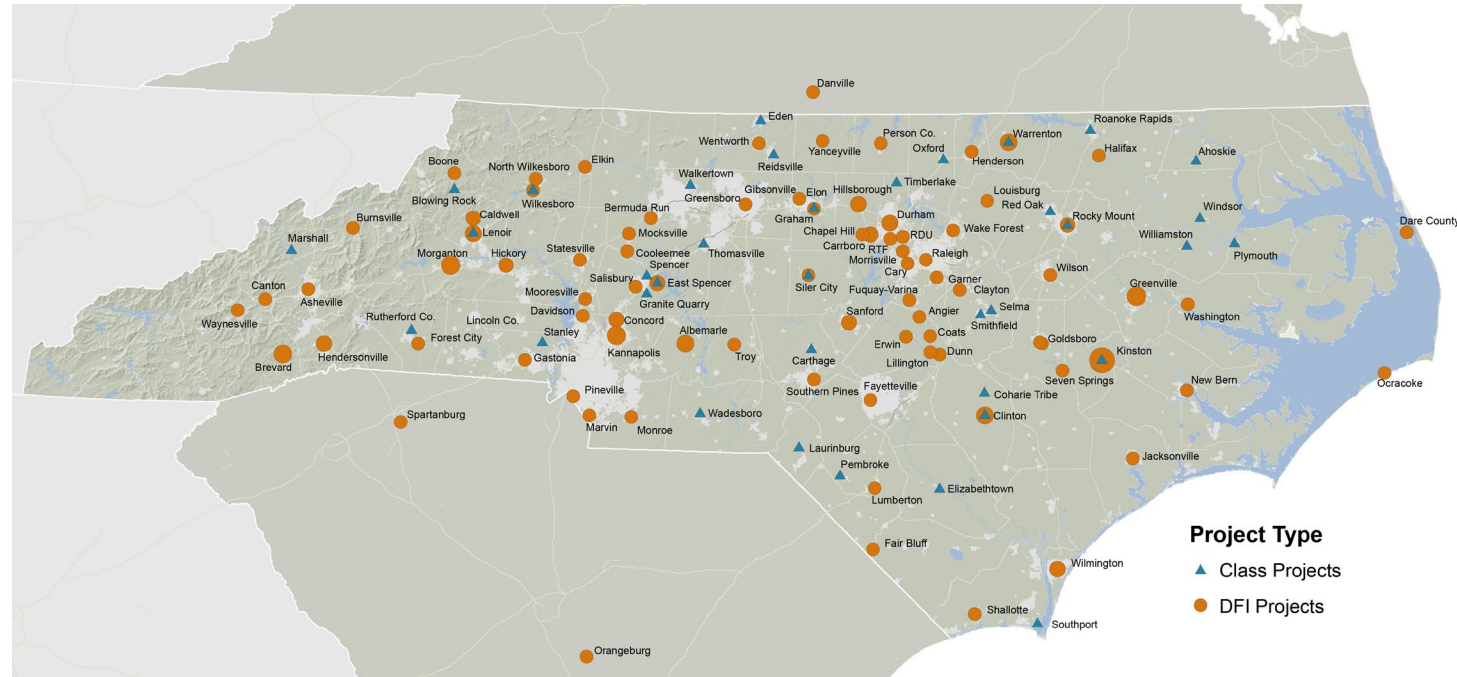 Danville
Eden
Roanoke Rapids
Wentworth
Yanceyville
Person Co.
Warrenton
Oxford
Henderson
Halifax
Ahoskie
Reidsville
Boone
North Wilkesboro
Elkin
Walkertown
Timberlake
Blowing Rock
Wilkesboro
Greensboro
Gibsonville
Elon
Hillsborough
Louisburg
Red Oak
Windsor
Burnsville
Caldwell
Bermuda Run
Graham
Durham
Rocky Mount
Dare County
Marshall
Lenoir
Mocksville
Chapel Hill
RDU
Wake Forest
Williamston
Morganton
Hickory
Statesville
Cooleemee
Thomasville
Carrboro
RTF
Plymouth
Spencer
Morrisville
Raleigh
Canton
Asheville
Salisbury
East Spencer
Siler City
Cary
Garner
Wilson
Greenville
Mooresville
Granite Quarry
Fuquay-Varina
Clayton
Waynesville
Rutherford Co.
Lincoln Co.
Davidson
Concord
Sanford
Angier
Selma
Smithfield
Washington
Forest City
Stanley
Albemarle
Erwin
Coats
Goldsboro
Brevard
Hendersonville
Gastonia
Kannapolis
Troy
Carthage
Lillington
Dunn
Kinston
Seven Springs
Ocracoke
Pineville
Southern Pines
Fayetteville
Coharie Tribe
New Bern
Spartanburg
Marvin
Monroe
Wadesboro
Clinton
Laurinburg
Pembroke
Jacksonville
Lumberton
Elizabethtown
Fair Bluff
Wilmington
Shallotte
Southport
Orangeburg
Project Type
Class Projects
DFI Projects